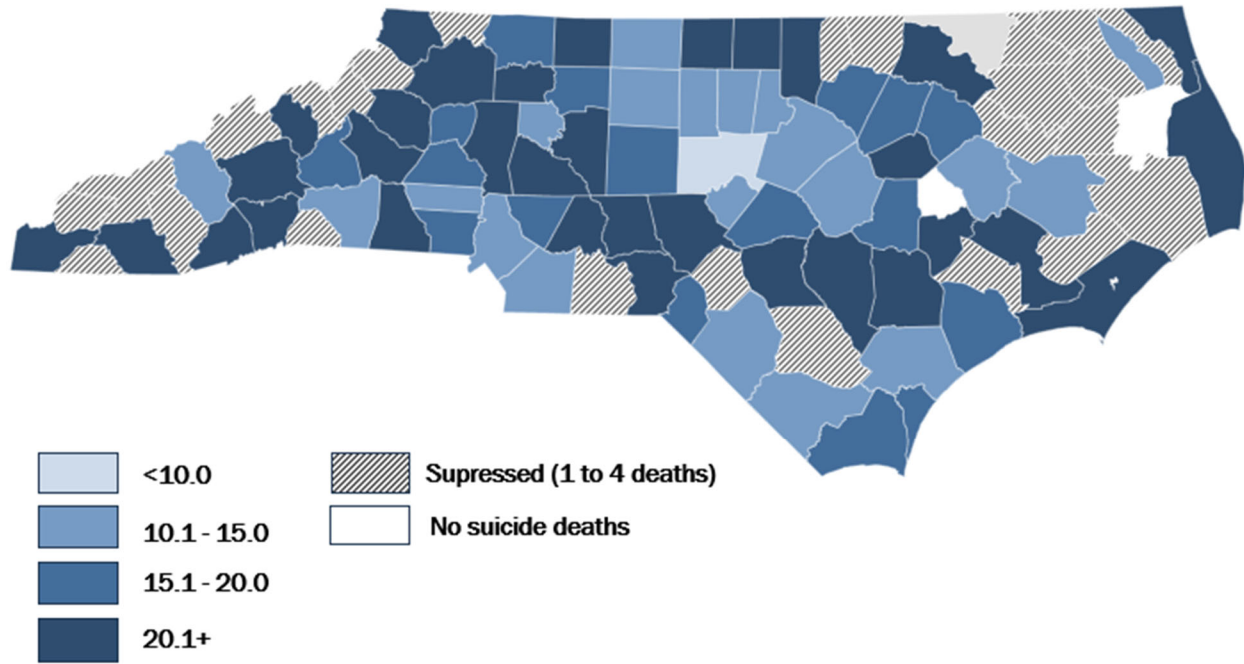 <10.0
10.1 - 15.0
15.1 - 20.0
20.1+
Supressed (1 to 4 deaths)
No suicide deaths